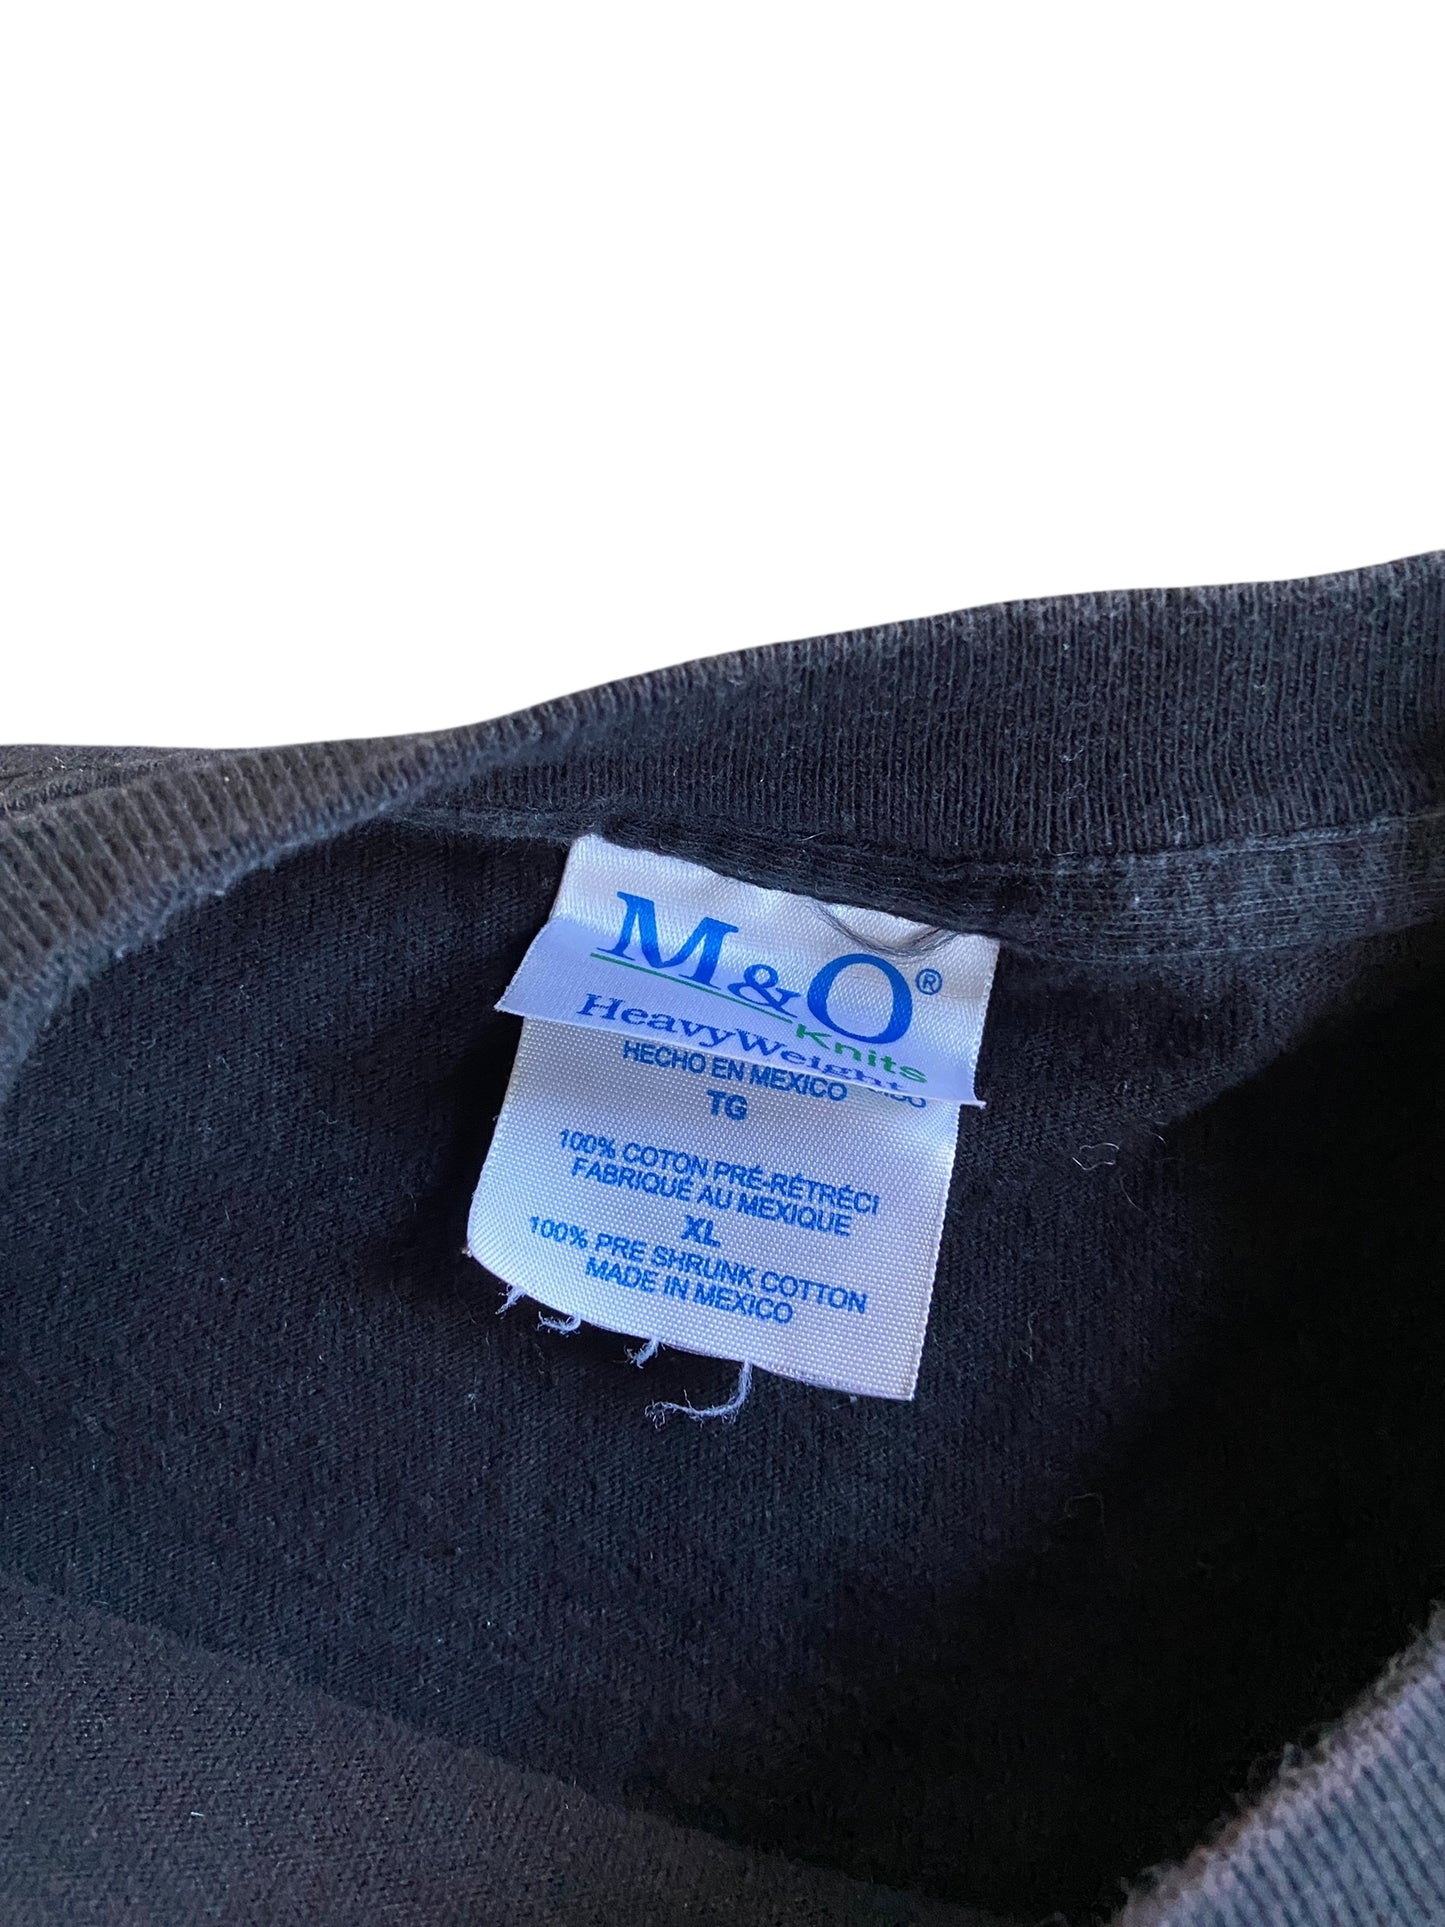 M&O®
Knits
HeavyWeight
HECHO EN MEXICO
TG
100% COTON PRÉ-RÉTRÉCI
FABRIQUÉ AU MEXIQUE
XL
100% PRE SHRUNK COTTON
MADE IN MEXICO